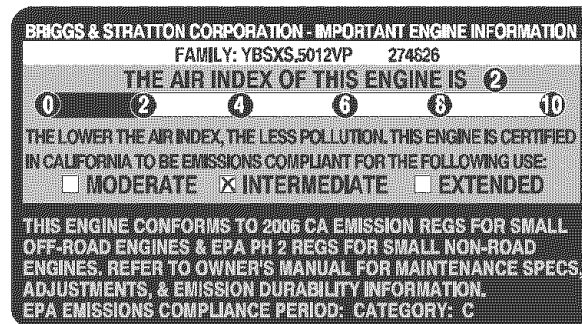 BRIGGS & STRATTON CORPORATION - IMPORTANT ENGINE INFORMATION
FAMILY: YBSXS.5012VP 274626
THE AIR INDEX OF THIS ENGINE IS 2
0 2 4 6 8 10
THE LOWER THE AIR INDEX, THE LESS POLLUTION. THIS ENGINE IS CERTIFIED
IN CALIFORNIA TO BE EMISSIONS COMPLIANT FOR THE FOLLOWING USE:
☐ MODERATE ☒ INTERMEDIATE ☐ EXTENDED
THIS ENGINE CONFORMS TO 2006 CA EMISSION REGS FOR SMALL
OFF-ROAD ENGINES & EPA PH 2 REGS FOR SMALL NON-ROAD
ENGINES. REFER TO OWNER'S MANUAL FOR MAINTENANCE SPECS,
ADJUSTMENTS, & EMISSION DURABILITY INFORMATION.
EPA EMISSIONS COMPLIANCE PERIOD: CATEGORY: C